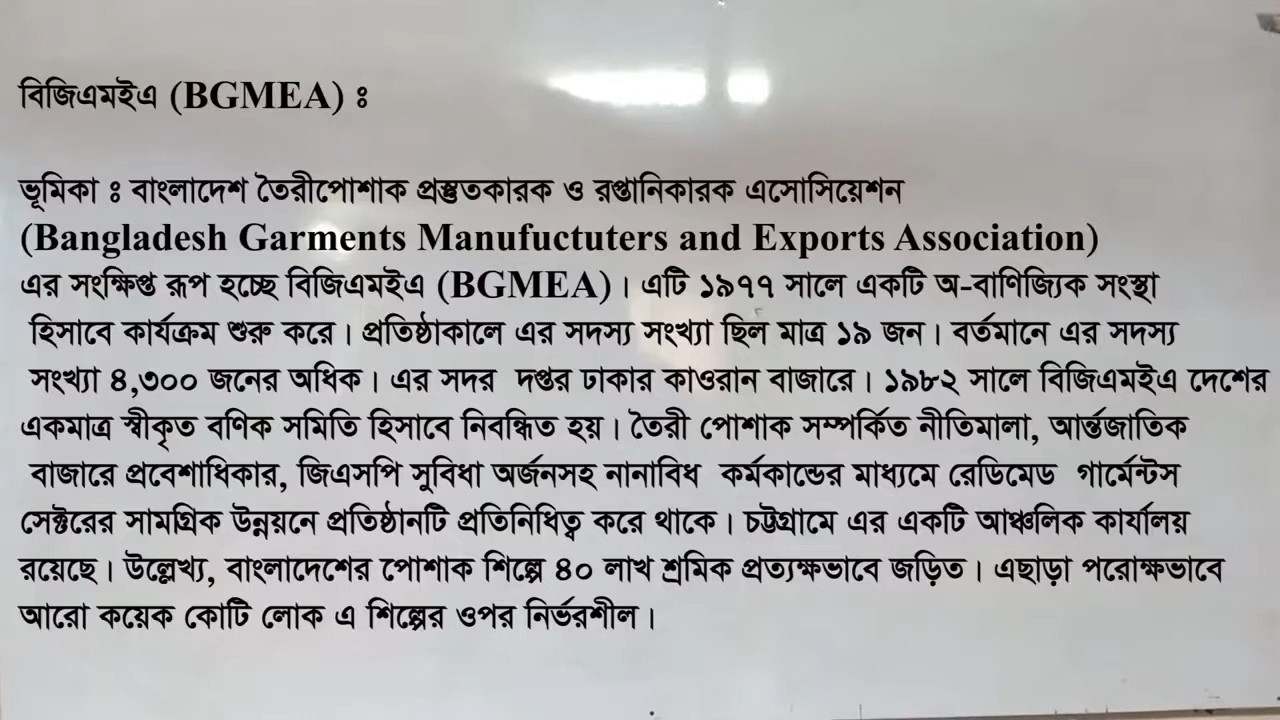 বিজিএমইএ (BGMEA) ঃ
ভূমিকা ঃ বাংলাদেশ তৈরীপোশাক প্রস্তুতকারক ও রপ্তানিকারক এসোসিয়েশন
(Bangladesh Garments Manufuctuters and Exports Association)
এর সংক্ষিপ্ত রূপ হচ্ছে বিজিএমইএ (BGMEA)। এটি ১৯৭৭ সালে একটি অ-বাণিজ্যিক সংস্থা
হিসাবে কার্যক্রম শুরু করে। প্রতিষ্ঠাকালে এর সদস্য সংখ্যা ছিল মাত্র ১৯ জন। বর্তমানে এর সদস্য
সংখ্যা ৪,৩০০ জনের অধিক। এর সদর দপ্তর ঢাকার কাওরান বাজারে। ১৯৮২ সালে বিজিএমইএ দেশের
একমাত্র স্বীকৃত বণিক সমিতি হিসাবে নিবন্ধিত হয়। তৈরী পোশাক সম্পর্কিত নীতিমালা, আর্ন্তজাতিক
বাজারে প্রবেশাধিকার, জিএসপি সুবিধা অর্জনসহ নানাবিধ কর্মকান্ডের মাধ্যমে রেডিমেড গার্মেন্টস
সেক্টরের সামগ্রিক উন্নয়নে প্রতিষ্ঠানটি প্রতিনিধিত্ব করে থাকে। চট্টগ্রামে এর একটি আঞ্চলিক কার্যালয়
রয়েছে। উল্লেখ্য, বাংলাদেশের পোশাক শিল্পে ৪০ লাখ শ্রমিক প্রত্যক্ষভাবে জড়িত। এছাড়া পরোক্ষভাবে
আরো কয়েক কোটি লোক এ শিল্পের ওপর নির্ভরশীল।